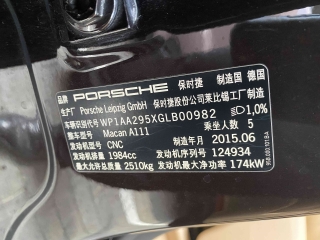 品牌 PORSCHE 保时捷 制造国 德国
生产厂 Porsche Leipzig GmbH 保时捷股份公司莱比锡工厂制造
车辆识别代号 WP1AA295XGLB00982 1,0%
车型 Macan A111 乘坐人数 5
发动机型号 CNC 制造年月 2015.06
发动机排量 1984cc 发动机序列号 124934
最大允许总质量 2510kg 发动机最大净功率 174kW